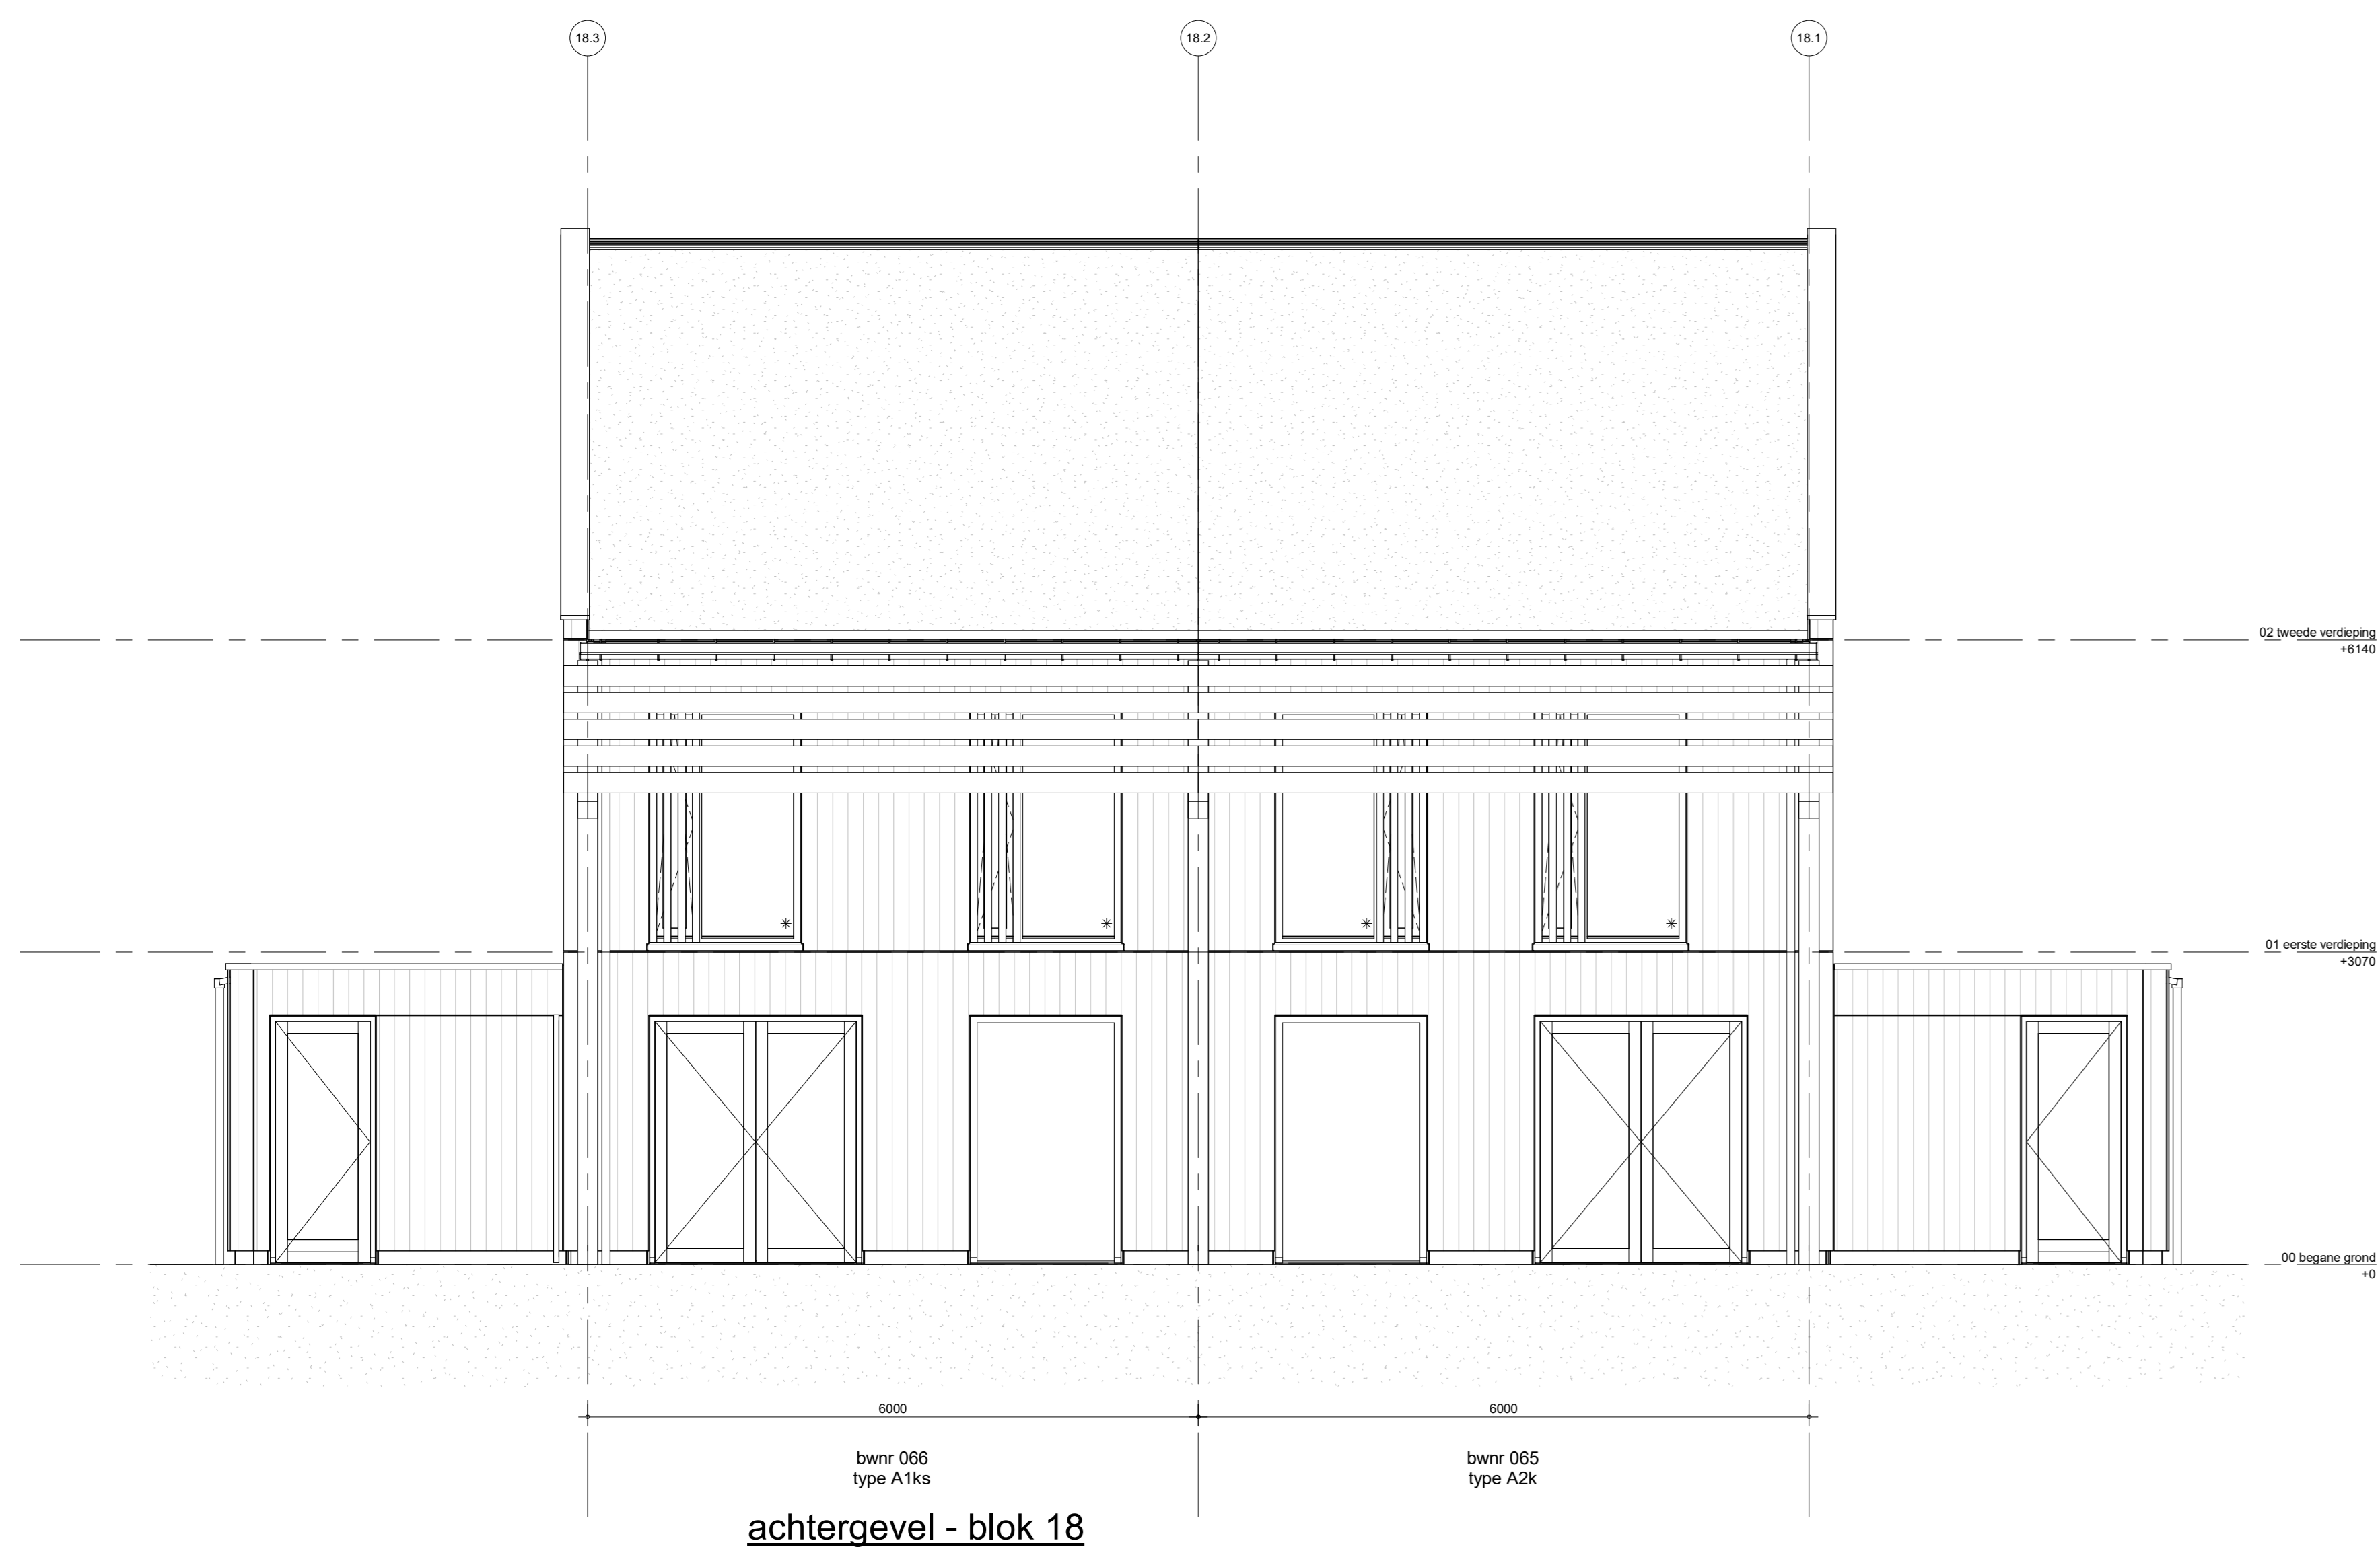 18.3
18.2
18.1
02 tweede verdieping
+6140
01 eerste verdieping
+3070
00 begane grond
+0
6000
6000
bwnr 066
type A1ks
bwnr 065
type A2k
achtergevel - blok 18